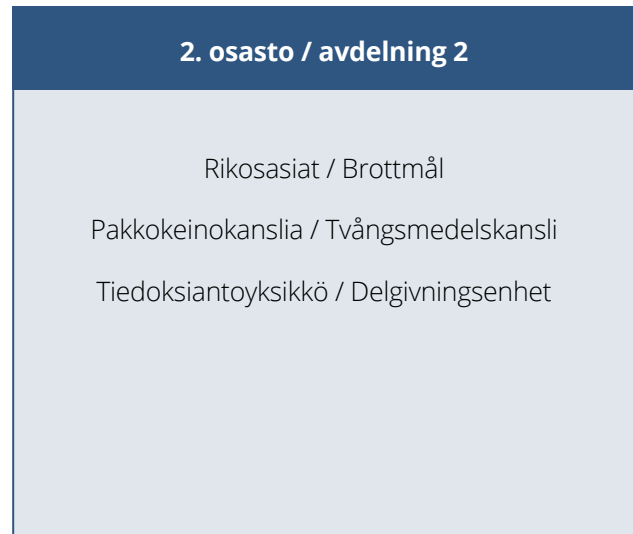 2. osasto / avdelning 2
Rikosasiat / Brottmål
Pakkokeinokanslia / Tvångsmedelskansli
Tiedoksiantoyksikkö / Delgivningsenhet